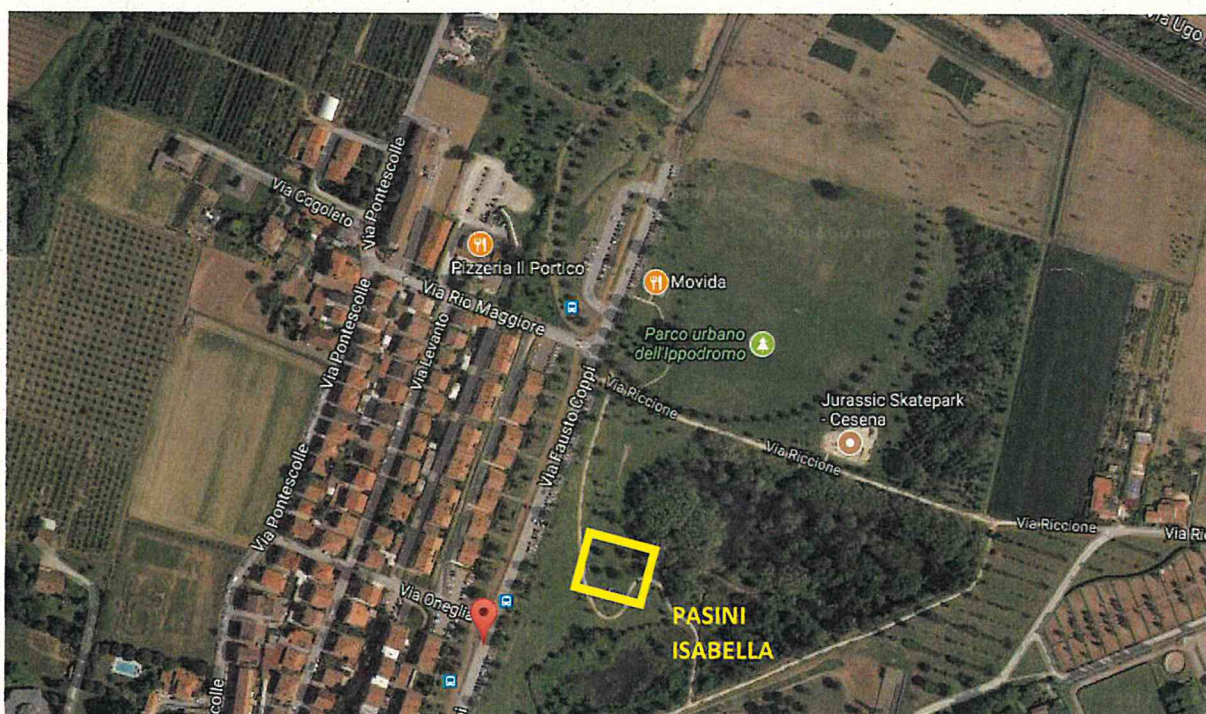 Via Ugo
Via Cogoleto
Via Pontescolle
Pizzeria Il Portico
Movida
Via Rio Maggiore
Parco urbano
dell'Ippodromo
Via Pontescolle
Via Levanto
Via Fausto Coppi
Via Riccione
Jurassic Skatepark
- Cesena
Via Riccione
Via Riccione
Via Ri
Via Pontescolle
Via Oneglia
PASINI
ISABELLA
colle
pi